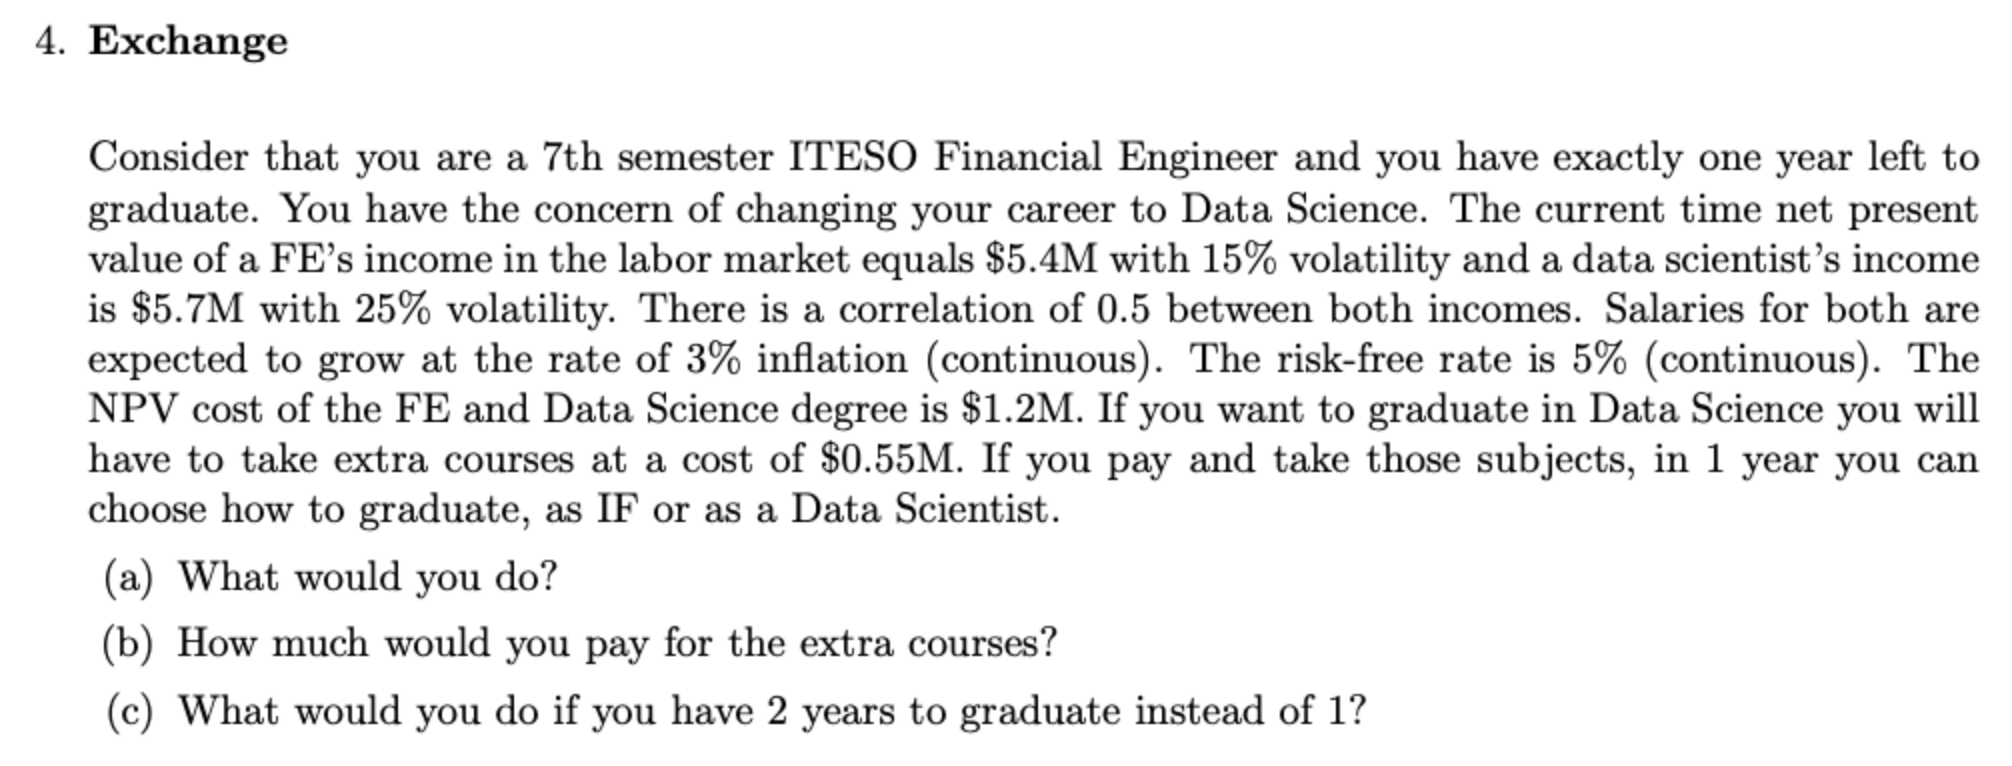 4. Exchange
Consider that you are a 7th semester ITESO Financial Engineer and you have exactly one year left to
graduate. You have the concern of changing your career to Data Science. The current time net present
value of a FE's income in the labor market equals $5.4M with 15% volatility and a data scientist's income
is $5.7M with 25% volatility. There is a correlation of 0.5 between both incomes. Salaries for both are
expected to grow at the rate of 3% inflation (continuous). The risk-free rate is 5% (continuous). The
NPV cost of the FE and Data Science degree is $1.2M. If you want to graduate in Data Science you will
have to take extra courses at a cost of $0.55M. If you pay and take those subjects, in 1 year you can
choose how to graduate, as IF or as a Data Scientist.
(a) What would you do?
(b) How much would you pay for the extra courses?
(c) What would you do if you have 2 years to graduate instead of 1?